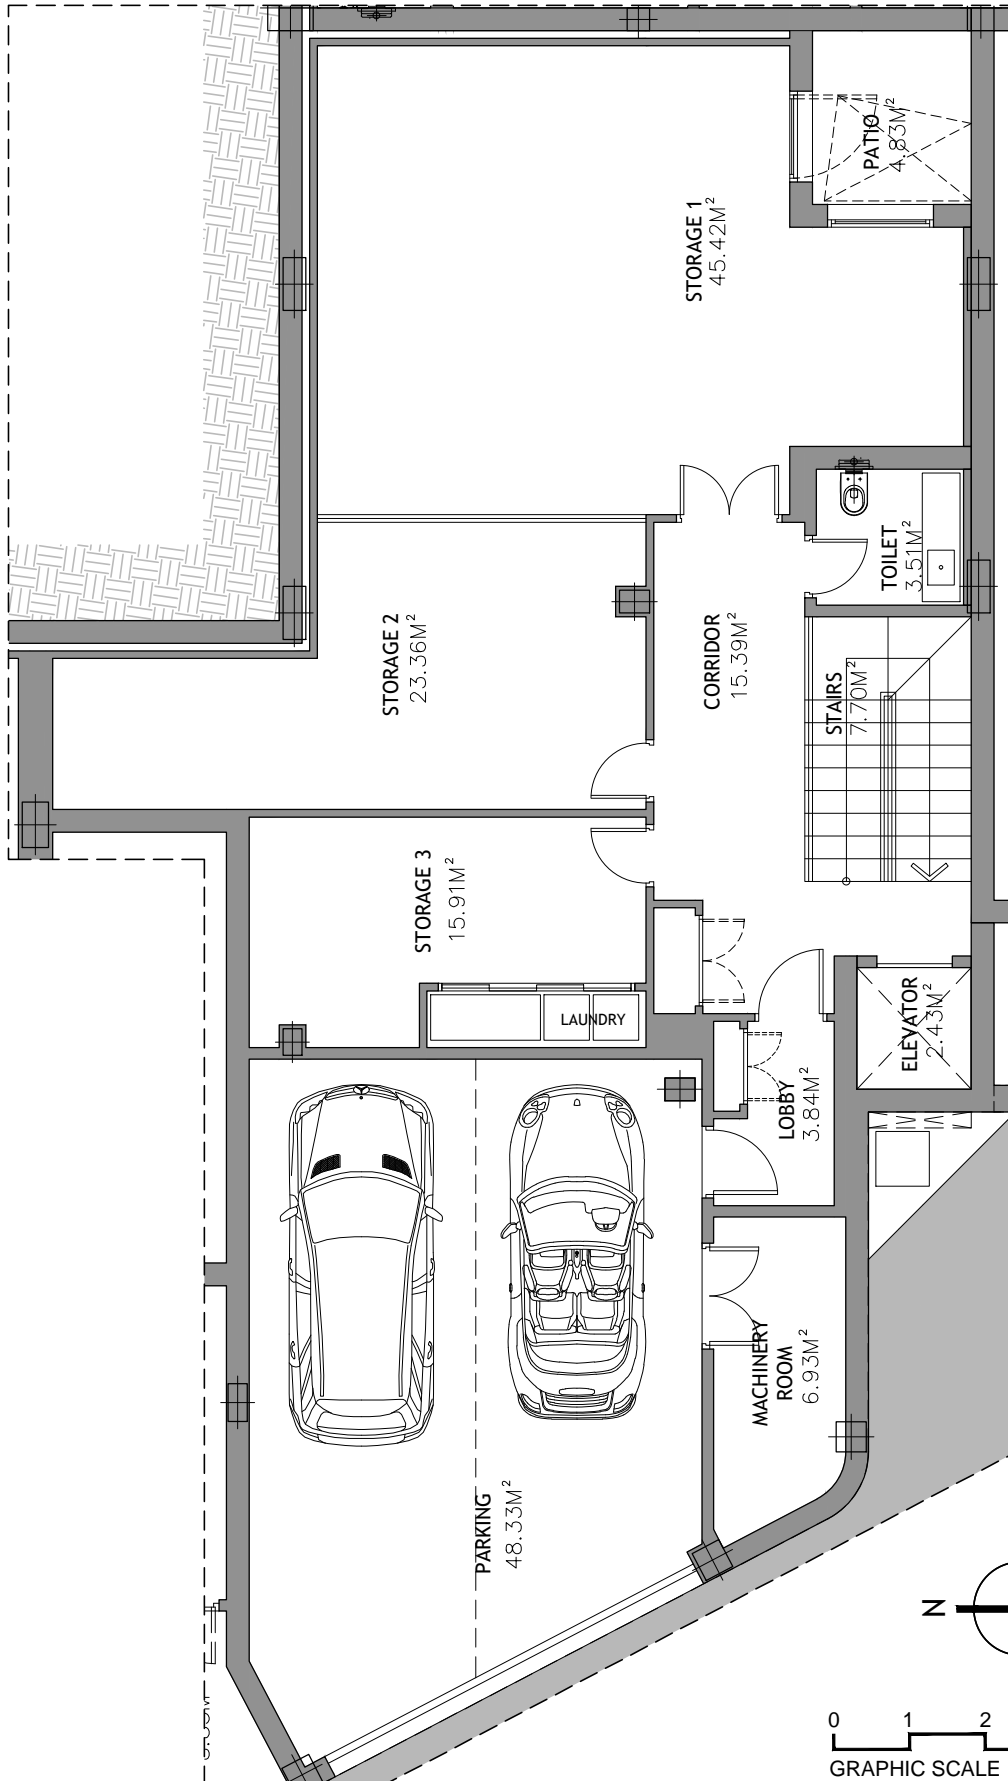 PATIO
4.83M²
STORAGE 1
45.42M²
TOILET
3.51M²
STORAGE 2
23.36M²
CORRIDOR
15.39M²
STAIRS
7.70M²
STORAGE 3
15.91M²
LAUNDRY
ELEVATOR
2.43M²
LOBBY
3.84M²
MACHINERY
ROOM
6.93M²
PARKING
48.33M²
N
0 1 2
GRAPHIC SCALE